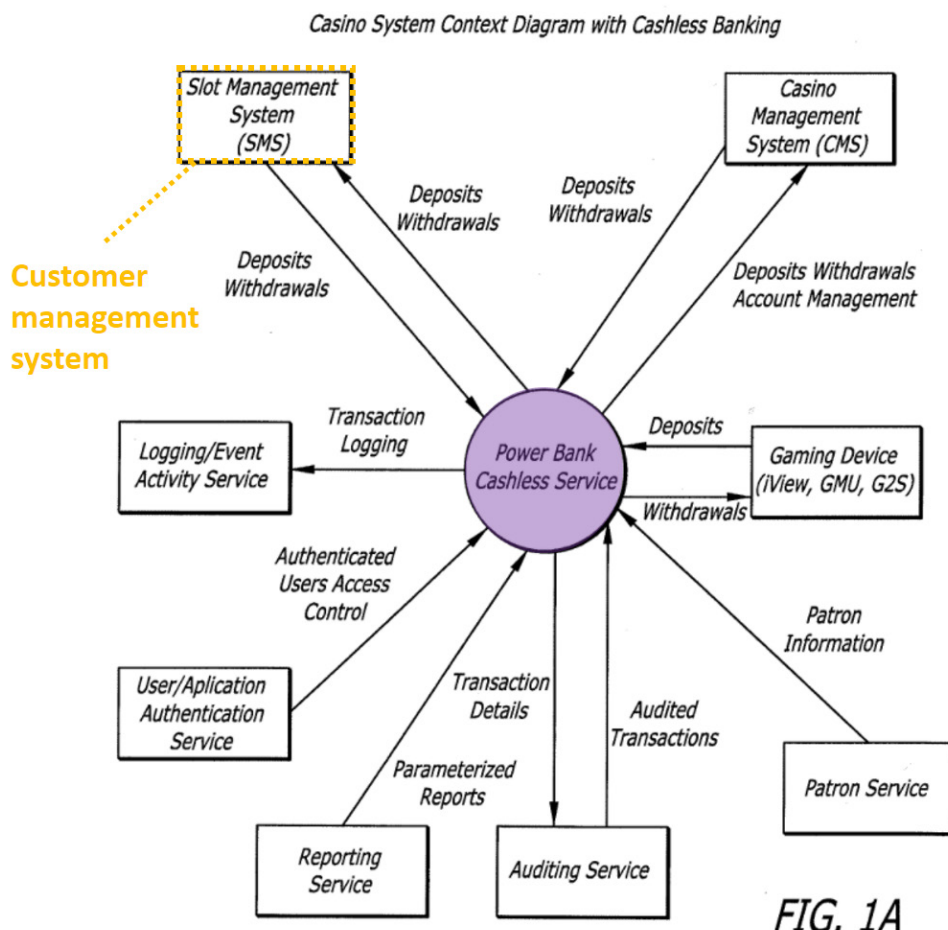 Casino System Context Diagram with Cashless Banking
Slot Management
System
(SMS)
Casino
Management
System (CMS)
Deposits
Withdrawals
Deposits
Withdrawals
Deposits
Withdrawals
Deposits Withdrawals
Account Management
Customer
management
system
Transaction
Logging
Logging/Event
Activity Service
Power Bank
Cashless Service
Deposits
Withdrawals
Gaming Device
(iView, GMU, G2S)
Authenticated
Users Access
Control
Patron
Information
User/Aplication
Authentication
Service
Transaction
Details
Audited
Transactions
Parameterized
Reports
Patron Service
Reporting
Service
Auditing Service
FIG. 1A